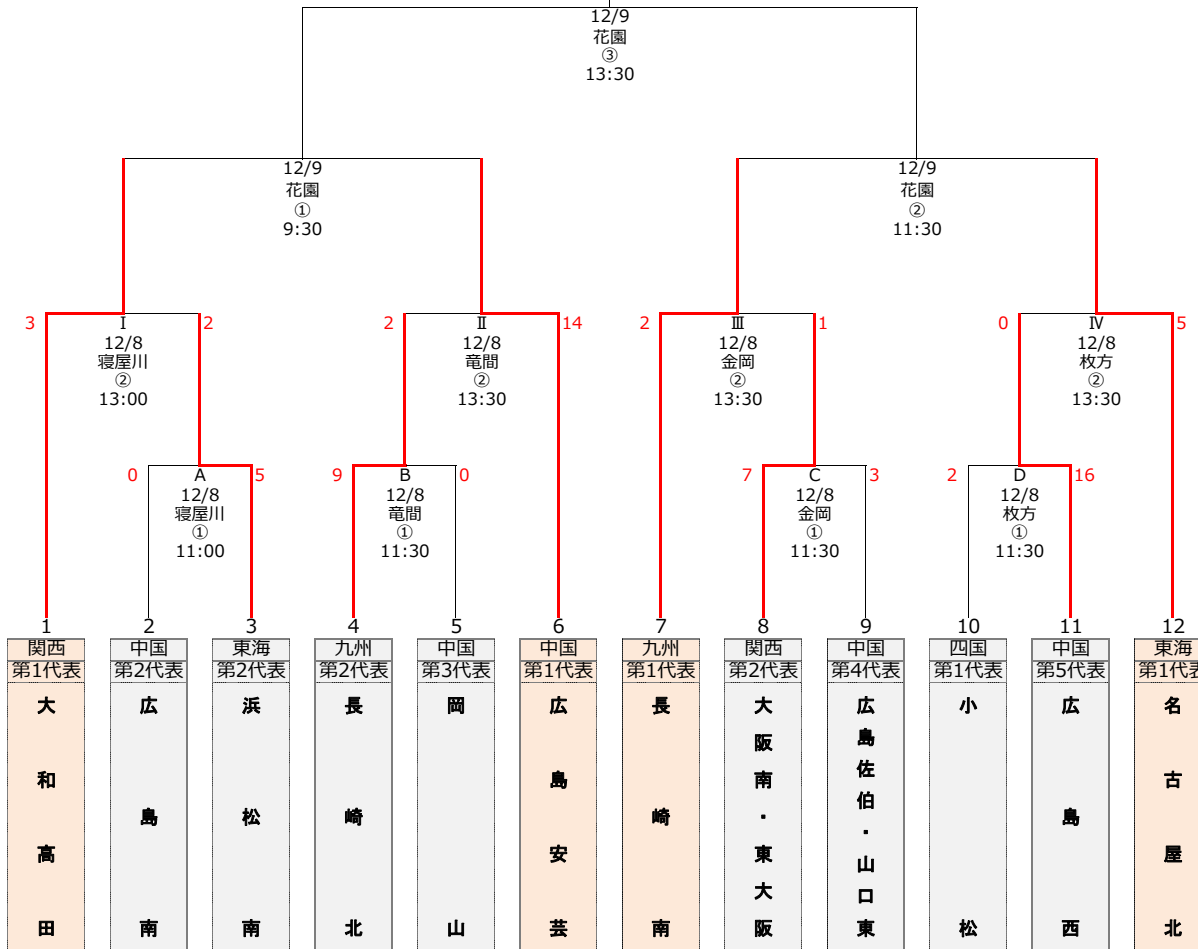 12/9
花園
③
13:30
12/9
花園
①
9:30
12/9
花園
②
11:30
3
Ⅰ
2
12/8
寝屋川
②
13:00
2
Ⅱ
14
12/8
竜間
②
13:30
2
Ⅲ
1
12/8
金岡
②
13:30
0
Ⅳ
5
12/8
枚方
②
13:30
0
A
5
12/8
寝屋川
①
11:00
9
B
0
12/8
竜間
①
11:30
7
C
3
12/8
金岡
①
11:30
2
D
16
12/8
枚方
①
11:30
1
関西
第1代表
大和高田
2
中国
第2代表
広島南
3
東海
第2代表
浜松南
4
九州
第2代表
長崎北
5
中国
第3代表
岡山
6
中国
第1代表
広島安芸
7
九州
第1代表
長崎南
8
関西
第2代表
大阪南・東大阪
9
中国
第4代表
広島佐伯・山口東
10
四国
第1代表
小松
11
中国
第5代表
広島西
12
東海
第1代表
名古屋北